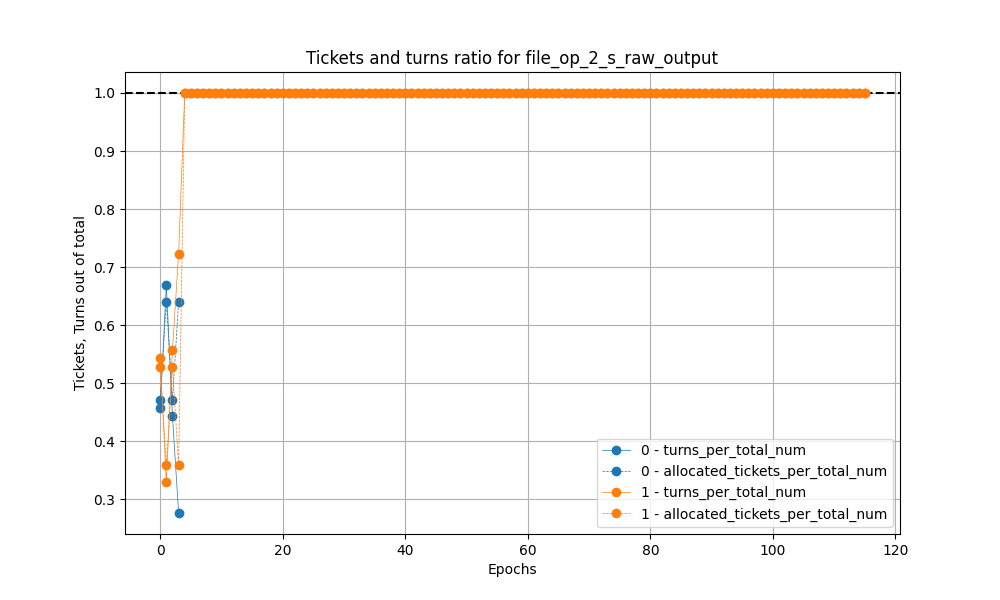 Tickets and turns ratio for file_op_2_s_raw_output
1.0
0.9
0.8
0.7
0.6
0.5
0.4
0.3
Tickets, Turns out of total
0 - turns_per_total_num
0 - allocated_tickets_per_total_num
1 - turns_per_total_num
1 - allocated_tickets_per_total_num
0 20 40 60 80 100 120
Epochs